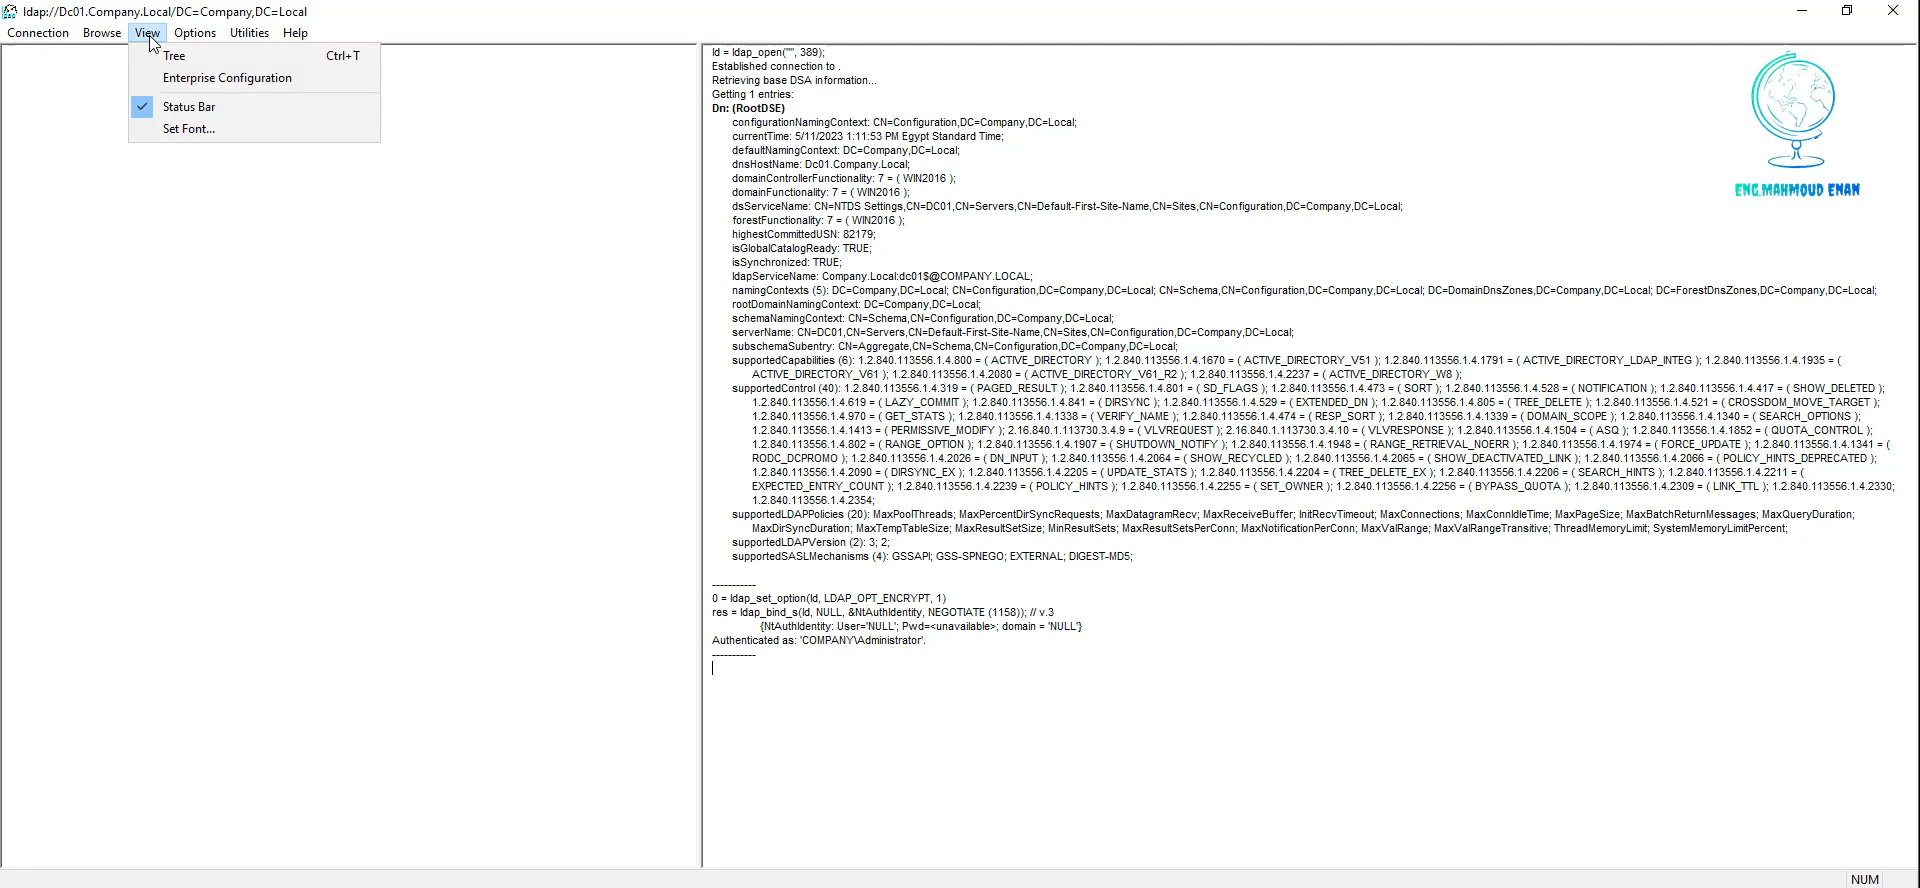 ldap://Dc01.Company.Local/DC=Company,DC=Local
Connection Browse View Options Utilities Help
Tree Ctrl+T
Enterprise Configuration
Status Bar
Set Font...
ld = ldap_open("", 389);
Established connection to .
Retrieving base DSA information...
Getting 1 entries:
Dn: (RootDSE)
configurationNamingContext: CN=Configuration,DC=Company,DC=Local;
currentTime: 5/11/2023 1:11:53 PM Egypt Standard Time;
defaultNamingContext: DC=Company,DC=Local;
dnsHostName: Dc01.Company.Local;
domainControllerFunctionality: 7 = ( WIN2016 );
domainFunctionality: 7 = ( WIN2016 );
dsServiceName: CN=NTDS Settings,CN=DC01,CN=Servers,CN=Default-First-Site-Name,CN=Sites,CN=Configuration,DC=Company,DC=Local;
forestFunctionality: 7 = ( WIN2016 );
highestCommittedUSN: 82179;
isGlobalCatalogReady: TRUE;
isSynchronized: TRUE;
ldapServiceName: Company.Local:dc01$@COMPANY.LOCAL;
namingContexts (5): DC=Company,DC=Local; CN=Configuration,DC=Company,DC=Local; CN=Schema,CN=Configuration,DC=Company,DC=Local; DC=DomainDnsZones,DC=Company,DC=Local; DC=ForestDnsZones,DC=Company,DC=Local;
rootDomainNamingContext: DC=Company,DC=Local;
schemaNamingContext: CN=Schema,CN=Configuration,DC=Company,DC=Local;
serverName: CN=DC01,CN=Servers,CN=Default-First-Site-Name,CN=Sites,CN=Configuration,DC=Company,DC=Local;
subschemaSubentry: CN=Aggregate,CN=Schema,CN=Configuration,DC=Company,DC=Local;
supportedCapabilities (6): 1.2.840.113556.1.4.800 = ( ACTIVE_DIRECTORY ); 1.2.840.113556.1.4.1670 = ( ACTIVE_DIRECTORY_V51 ); 1.2.840.113556.1.4.1791 = ( ACTIVE_DIRECTORY_LDAP_INTEG ); 1.2.840.113556.1.4.1935 = (
ACTIVE_DIRECTORY_V61 ); 1.2.840.113556.1.4.2080 = ( ACTIVE_DIRECTORY_V61_R2 ); 1.2.840.113556.1.4.2237 = ( ACTIVE_DIRECTORY_W8 );
supportedControl (40): 1.2.840.113556.1.4.319 = ( PAGED_RESULT ); 1.2.840.113556.1.4.801 = ( SD_FLAGS ); 1.2.840.113556.1.4.473 = ( SORT ); 1.2.840.113556.1.4.528 = ( NOTIFICATION ); 1.2.840.113556.1.4.417 = ( SHOW_DELETED );
1.2.840.113556.1.4.619 = ( LAZY_COMMIT ); 1.2.840.113556.1.4.841 = ( DIRSYNC ); 1.2.840.113556.1.4.529 = ( EXTENDED_DN ); 1.2.840.113556.1.4.805 = ( TREE_DELETE ); 1.2.840.113556.1.4.521 = ( CROSSDOM_MOVE_TARGET );
1.2.840.113556.1.4.970 = ( GET_STATS ); 1.2.840.113556.1.4.1338 = ( VERIFY_NAME ); 1.2.840.113556.1.4.474 = ( RESP_SORT ); 1.2.840.113556.1.4.1339 = ( DOMAIN_SCOPE ); 1.2.840.113556.1.4.1340 = ( SEARCH_OPTIONS );
1.2.840.113556.1.4.1413 = ( PERMISSIVE_MODIFY ); 2.16.840.1.113730.3.4.9 = ( VLVREQUEST ); 2.16.840.1.113730.3.4.10 = ( VLVRESPONSE ); 1.2.840.113556.1.4.1504 = ( ASQ ); 1.2.840.113556.1.4.1852 = ( QUOTA_CONTROL );
1.2.840.113556.1.4.802 = ( RANGE_OPTION ); 1.2.840.113556.1.4.1907 = ( SHUTDOWN_NOTIFY ); 1.2.840.113556.1.4.1948 = ( RANGE_RETRIEVAL_NOERR ); 1.2.840.113556.1.4.1974 = ( FORCE_UPDATE ); 1.2.840.113556.1.4.1341 = (
RODC_DCPROMO ); 1.2.840.113556.1.4.2026 = ( DN_INPUT ); 1.2.840.113556.1.4.2064 = ( SHOW_RECYCLED ); 1.2.840.113556.1.4.2065 = ( SHOW_DEACTIVATED_LINK ); 1.2.840.113556.1.4.2066 = ( POLICY_HINTS_DEPRECATED );
1.2.840.113556.1.4.2090 = ( DIRSYNC_EX ); 1.2.840.113556.1.4.2205 = ( UPDATE_STATS ); 1.2.840.113556.1.4.2204 = ( TREE_DELETE_EX ); 1.2.840.113556.1.4.2206 = ( SEARCH_HINTS ); 1.2.840.113556.1.4.2211 = (
EXPECTED_ENTRY_COUNT ); 1.2.840.113556.1.4.2239 = ( POLICY_HINTS ); 1.2.840.113556.1.4.2255 = ( SET_OWNER ); 1.2.840.113556.1.4.2256 = ( BYPASS_QUOTA ); 1.2.840.113556.1.4.2309 = ( LINK_TTL ); 1.2.840.113556.1.4.2330;
1.2.840.113556.1.4.2354;
supportedLDAPPolicies (20): MaxPoolThreads; MaxPercentDirSyncRequests; MaxDatagramRecv; MaxReceiveBuffer; InitRecvTimeout; MaxConnections; MaxConnIdleTime; MaxPageSize; MaxBatchReturnMessages; MaxQueryDuration;
MaxDirSyncDuration; MaxTempTableSize; MaxResultSetSize; MinResultSets; MaxResultSetsPerConn; MaxNotificationPerConn; MaxValRange; MaxValRangeTransitive; ThreadMemoryLimit; SystemMemoryLimitPercent;
supportedLDAPVersion (2): 3; 2;
supportedSASLMechanisms (4): GSSAPI; GSS-SPNEGO; EXTERNAL; DIGEST-MD5;
-----------
0 = ldap_set_option(ld, LDAP_OPT_ENCRYPT, 1)
res = ldap_bind_s(ld, NULL, &NtAuthIdentity, NEGOTIATE (1158)); // v.3
{NtAuthIdentity: User='NULL'; Pwd=<unavailable>; domain = 'NULL'}
Authenticated as: 'COMPANY\Administrator'.
-----------
ENG.MAHMOUD ENAN
NUM